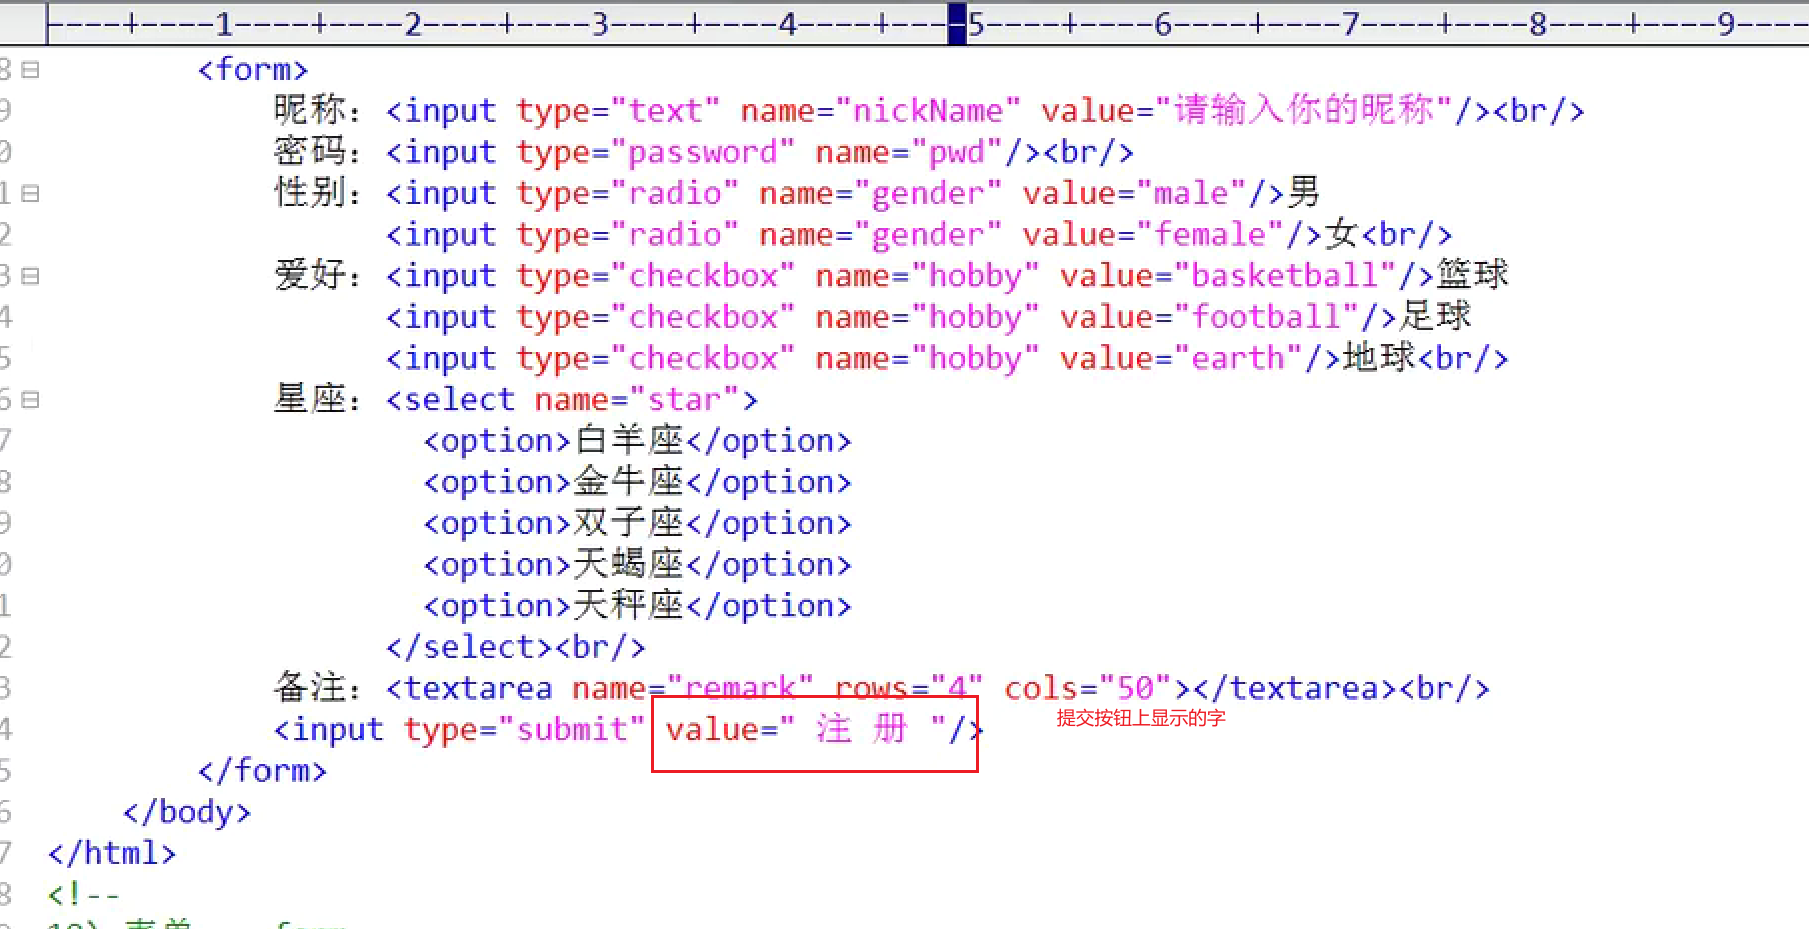 ----+----1----+----2----+----3----+----4----+----5----+----6----+----7----+----8----+----9----
8 <form>
9 昵称：<input type="text" name="nickName" value="请输入你的昵称"/><br/>
0 密码：<input type="password" name="pwd"/><br/>
1 性别：<input type="radio" name="gender" value="male"/>男
2 <input type="radio" name="gender" value="female"/>女<br/>
3 爱好：<input type="checkbox" name="hobby" value="basketball"/>篮球
4 <input type="checkbox" name="hobby" value="football"/>足球
5 <input type="checkbox" name="hobby" value="earth"/>地球<br/>
6 星座：<select name="star">
7 <option>白羊座</option>
8 <option>金牛座</option>
9 <option>双子座</option>
0 <option>天蝎座</option>
1 <option>天秤座</option>
2 </select><br/>
3 备注：<textarea name="remark" rows="4" cols="50"></textarea><br/>
4 <input type="submit" value=" 注 册 "/>
提交按钮上显示的字
5 </form>
6 </body>
7 </html>
8 <!--